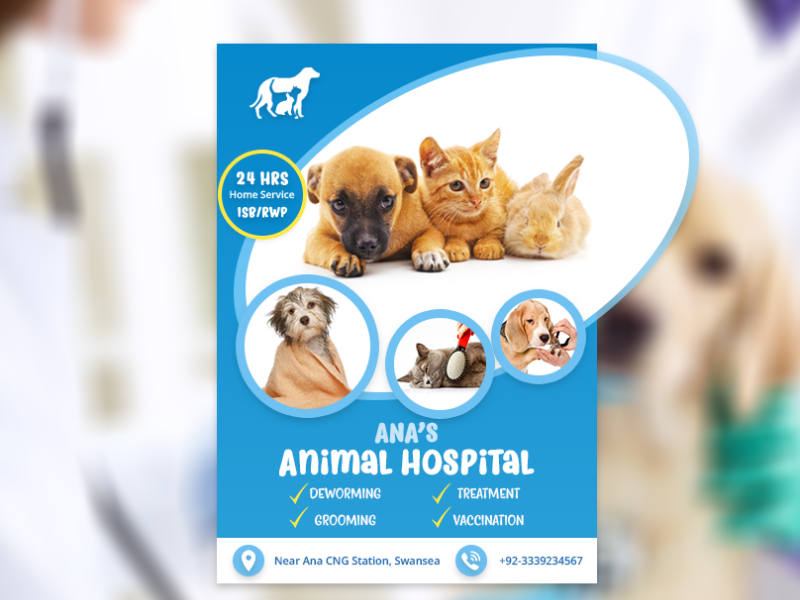 24 HRS
Home Service
ISB/RWP
ANA'S
Animal Hospital
DEWORMING
TREATMENT
GROOMING
VACCINATION
Near Ana CNG Station, Swansea
+92-3339234567